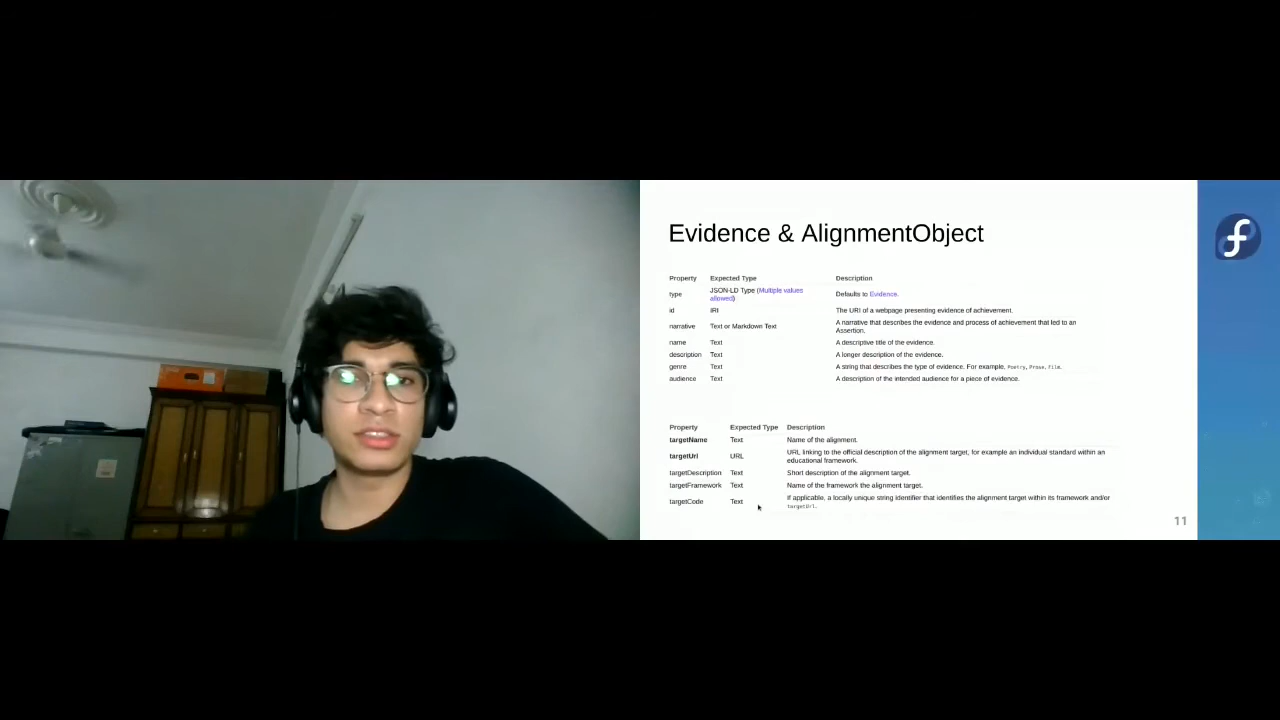 Evidence & AlignmentObject
Property Expected Type Description
type JSON-LD Type (Multiple values allowed) Defaults to Evidence.
id IRI The URI of a webpage presenting evidence of achievement.
narrative Text or Markdown Text A narrative that describes the evidence and process of achievement that led to an Assertion.
name Text A descriptive title of the evidence.
description Text A longer description of the evidence.
genre Text A string that describes the type of evidence. For example, Poetry, Prose, Film.
audience Text A description of the intended audience for a piece of evidence.
Property Expected Type Description
targetName Text Name of the alignment.
targetUrl URL URL linking to the official description of the alignment target, for example an individual standard within an educational framework.
targetDescription Text Short description of the alignment target.
targetFramework Text Name of the framework the alignment target.
targetCode Text If applicable, a locally unique string identifier that identifies the alignment target within its framework and/or targetUrl.
11